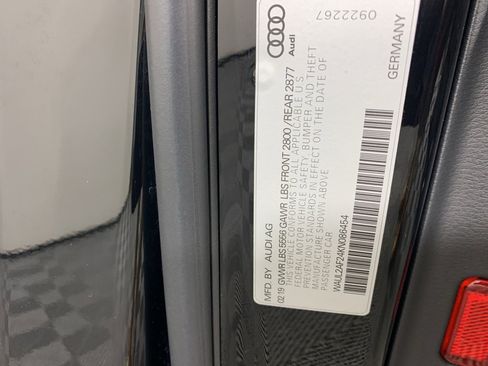 MFD BY AUDI AG
02 19 GVWR LBS 5556 GAWR LBS FRONT 2800 / REAR 2877
THIS VEHICLE CONFORMS TO ALL APPLICABLE U.S.
FEDERAL MOTOR VEHICLE SAFETY, BUMPER AND THEFT
PREVENTION STANDARDS IN EFFECT ON THE DATE OF
MANUFACTURE SHOWN ABOVE
PASSENGER CAR
WAUL2AF24KN086454
GERMANY
Audi
0922267